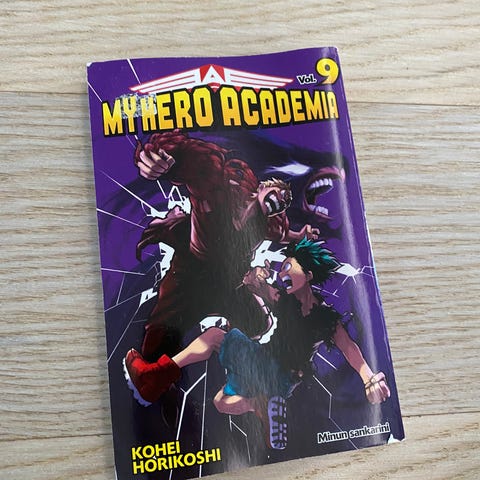 A
Vol. 9
MY HERO ACADEMIA
KOHEI
HORIKOSHI
Minun sankarini